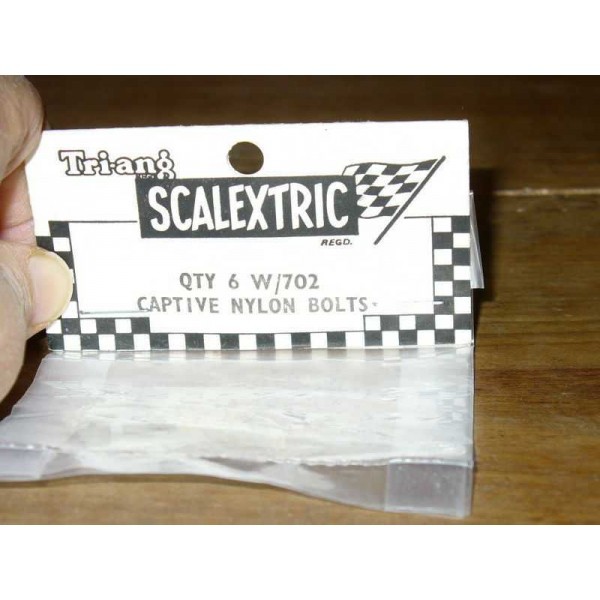 Tri-ang
SCALEXTRIC
REGD.
QTY 6 W/702
CAPTIVE NYLON BOLTS